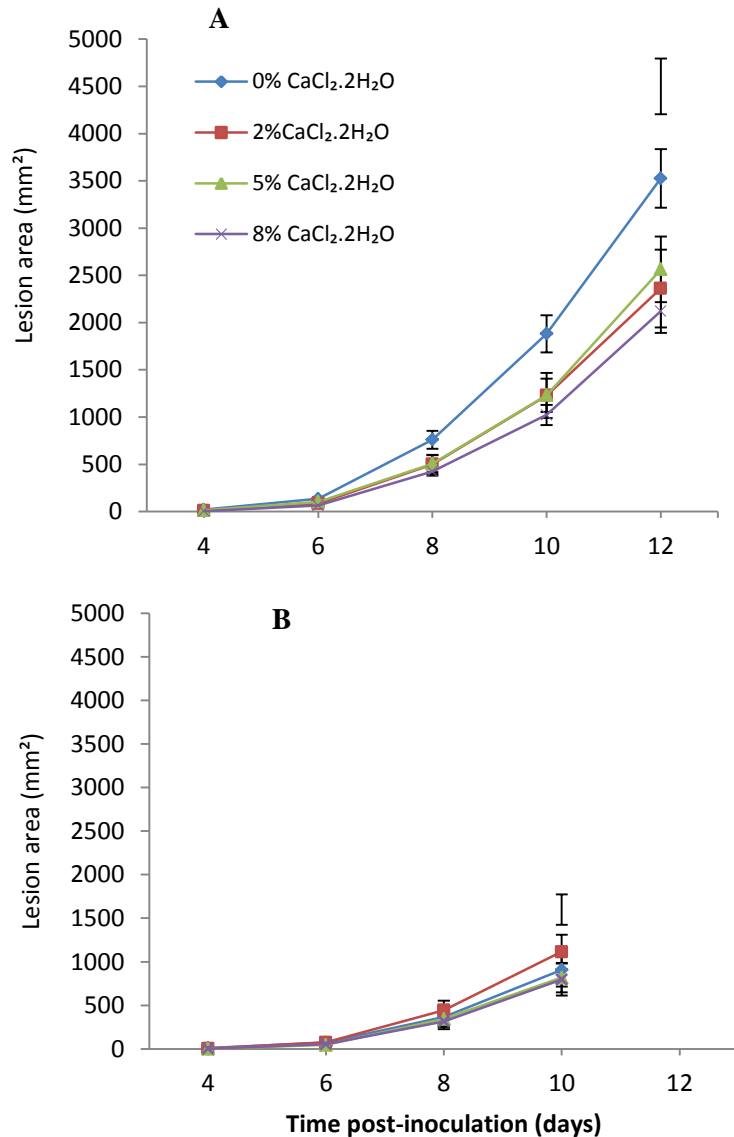 A
5000
4500
4000
3500
3000
2500
2000
1500
1000
500
0
Lesion area (mm²)
0% CaCl₂.2H₂O
2%CaCl₂.2H₂O
5% CaCl₂.2H₂O
8% CaCl₂.2H₂O
4 6 8 10 12
B
5000
4500
4000
3500
3000
2500
2000
1500
1000
500
0
Lesion area (mm²)
4 6 8 10 12
Time post-inoculation (days)